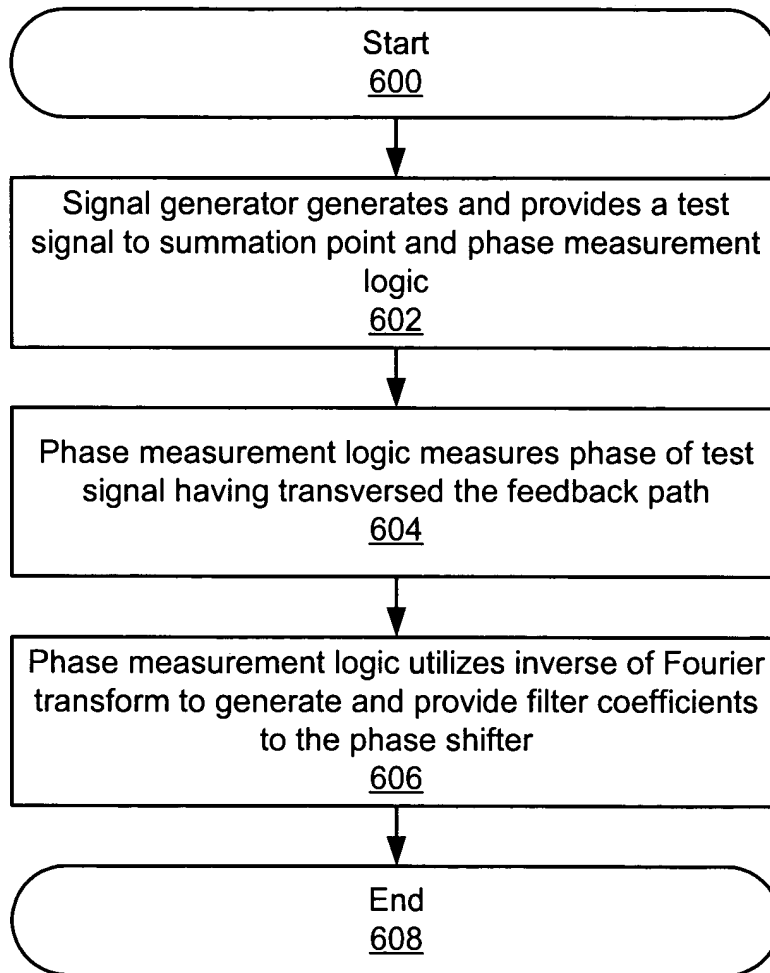 Start
600
Signal generator generates and provides a test
signal to summation point and phase measurement
logic
602
Phase measurement logic measures phase of test
signal having transversed the feedback path
604
Phase measurement logic utilizes inverse of Fourier
transform to generate and provide filter coefficients
to the phase shifter
606
End
608